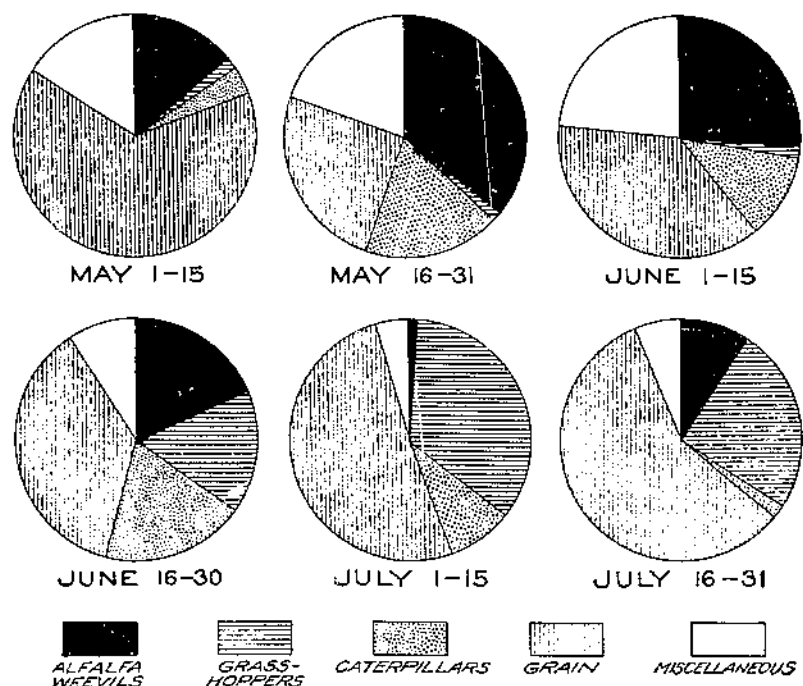 MAY 1-15
MAY 16-31
JUNE 1-15
JUNE 16-30
JULY 1-15
JULY 16-31
ALFALFA
WEEVILS
GRASS-
HOPPERS
CATERPILLARS
GRAIN
MISCELLANEOUS